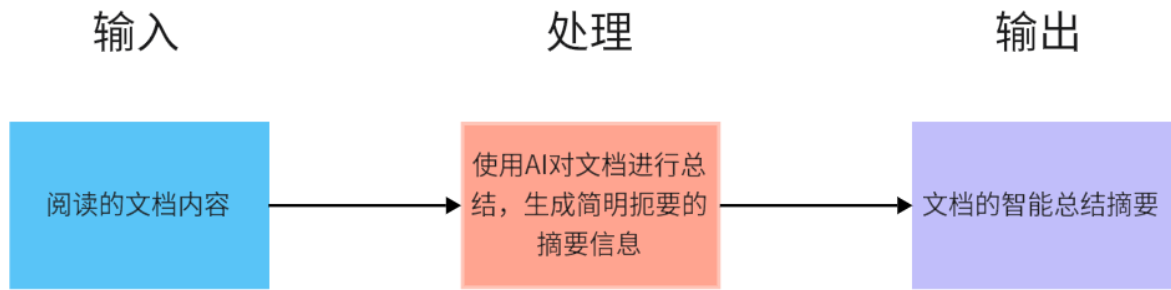 输入
处理
输出
阅读的文档内容
使用AI对文档进行总
结，生成简明扼要的
摘要信息
文档的智能总结摘要